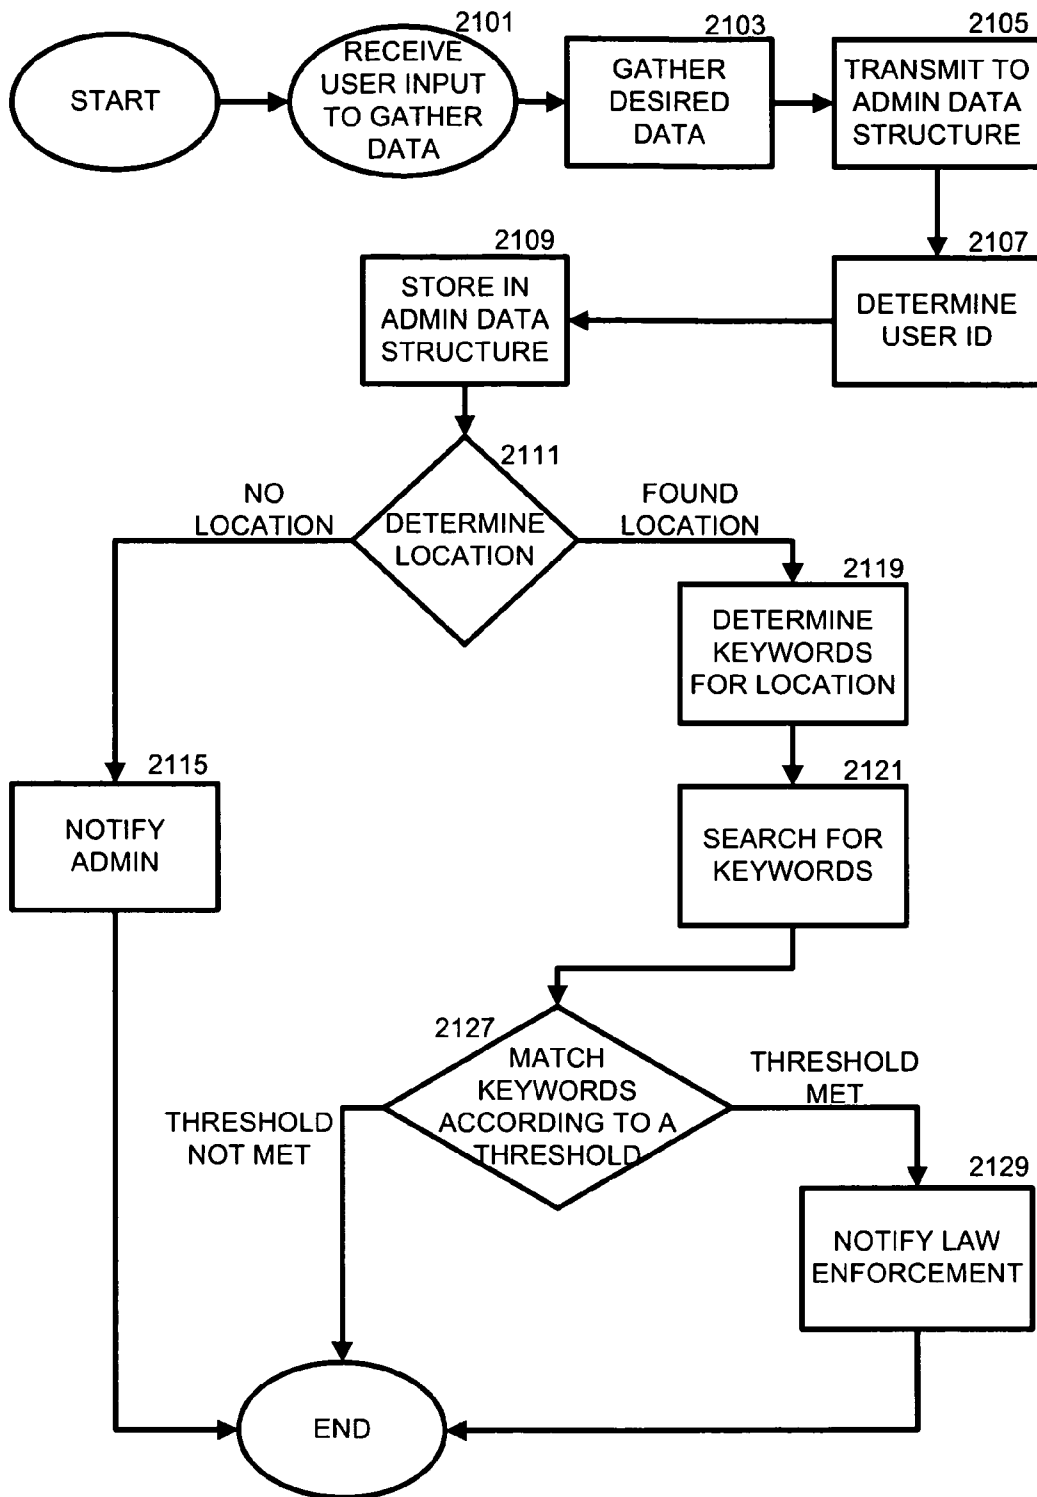 START
2101
RECEIVE
USER INPUT
TO GATHER
DATA
2103
GATHER
DESIRED
DATA
2105
TRANSMIT TO
ADMIN DATA
STRUCTURE
2107
DETERMINE
USER ID
2109
STORE IN
ADMIN DATA
STRUCTURE
2111
DETERMINE
LOCATION
NO
LOCATION
FOUND
LOCATION
2115
NOTIFY
ADMIN
2119
DETERMINE
KEYWORDS
FOR LOCATION
2121
SEARCH FOR
KEYWORDS
2127
MATCH
KEYWORDS
ACCORDING TO A
THRESHOLD
THRESHOLD
NOT MET
THRESHOLD
MET
2129
NOTIFY LAW
ENFORCEMENT
END